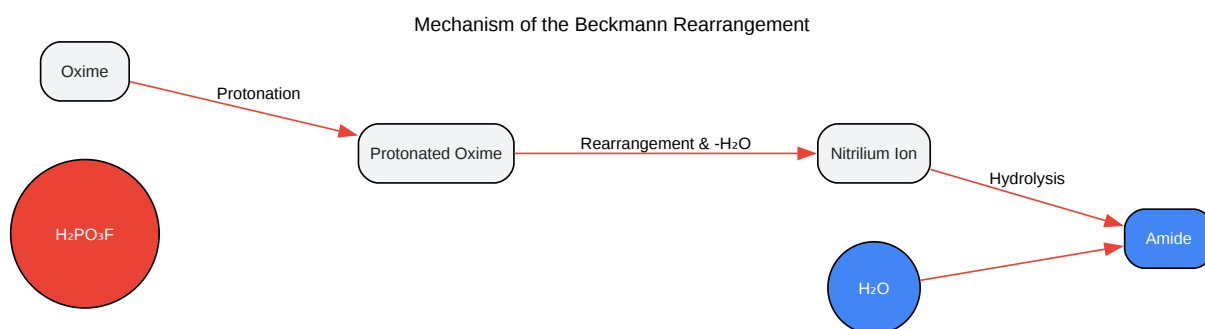 Mechanism of the Beckmann Rearrangement
Oxime
Protonation
Protonated Oxime
Rearrangement & -H₂O
Nitrilium Ion
Hydrolysis
Amide
H₂PO₃F
H₂O